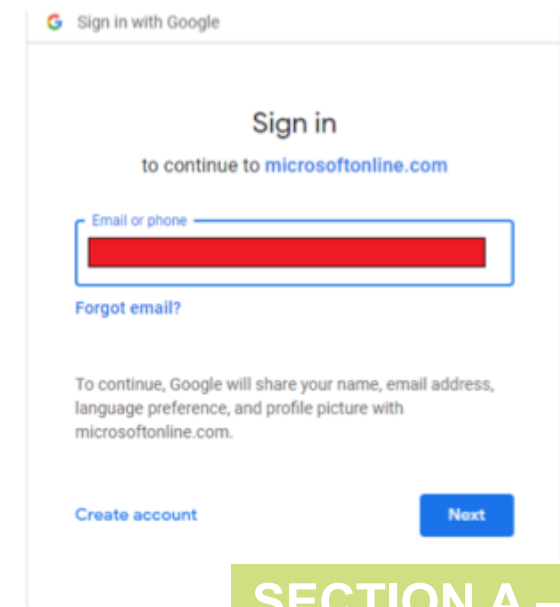 Sign in with Google
Sign in
to continue to microsoftonline.com
Email or phone
Forgot email?
To continue, Google will share your name, email address,
language preference, and profile picture with
microsoftonline.com.
Create account
Next
SECTION A –